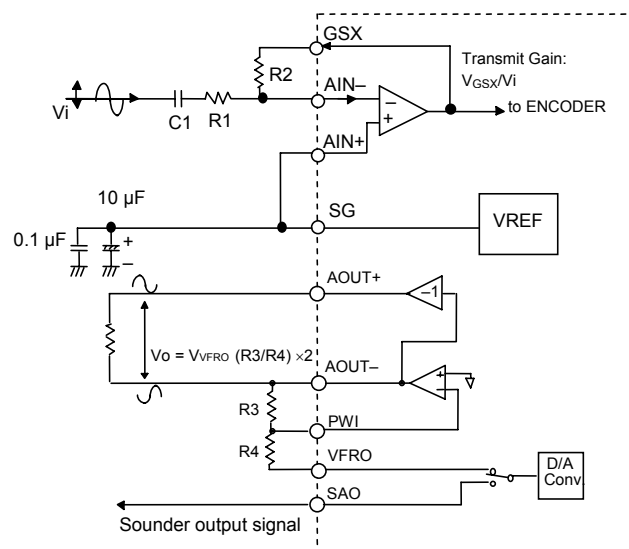 GSX
Transmit Gain:
VGSX/Vi
R2
AIN–
–
+
to ENCODER
Vi
C1
R1
AIN+
10 µF
SG
VREF
0.1 µF
+
–
AOUT+
–1
Vo = VVFRO (R3/R4) ×2
AOUT–
+
–
R3
PWI
R4
VFRO
D/A
Conv.
SAO
Sounder output signal